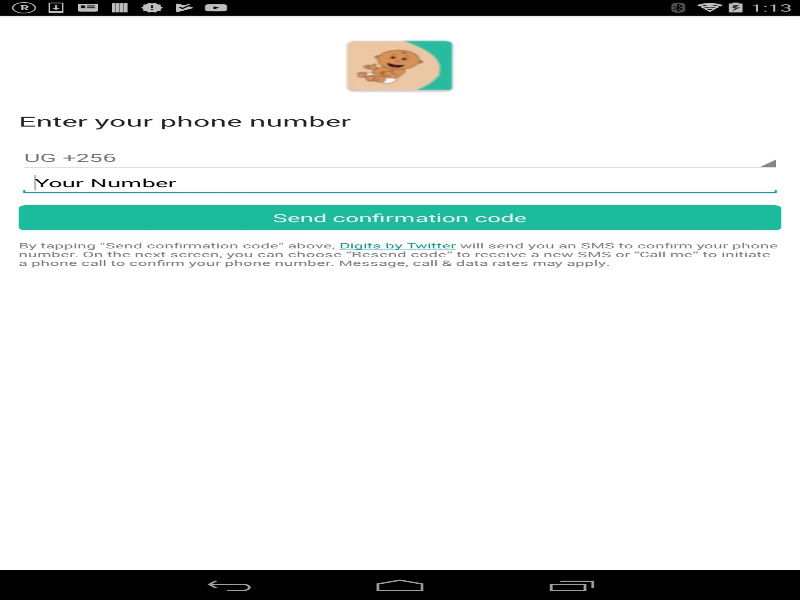 1:13
Enter your phone number
UG +256
Your Number
Send confirmation code
By tapping "Send confirmation code" above, Digits by Twitter will send you an SMS to confirm your phone
number. On the next screen, you can choose "Resend code" to receive a new SMS or "Call me" to initiate
a phone call to confirm your phone number. Message, call & data rates may apply.